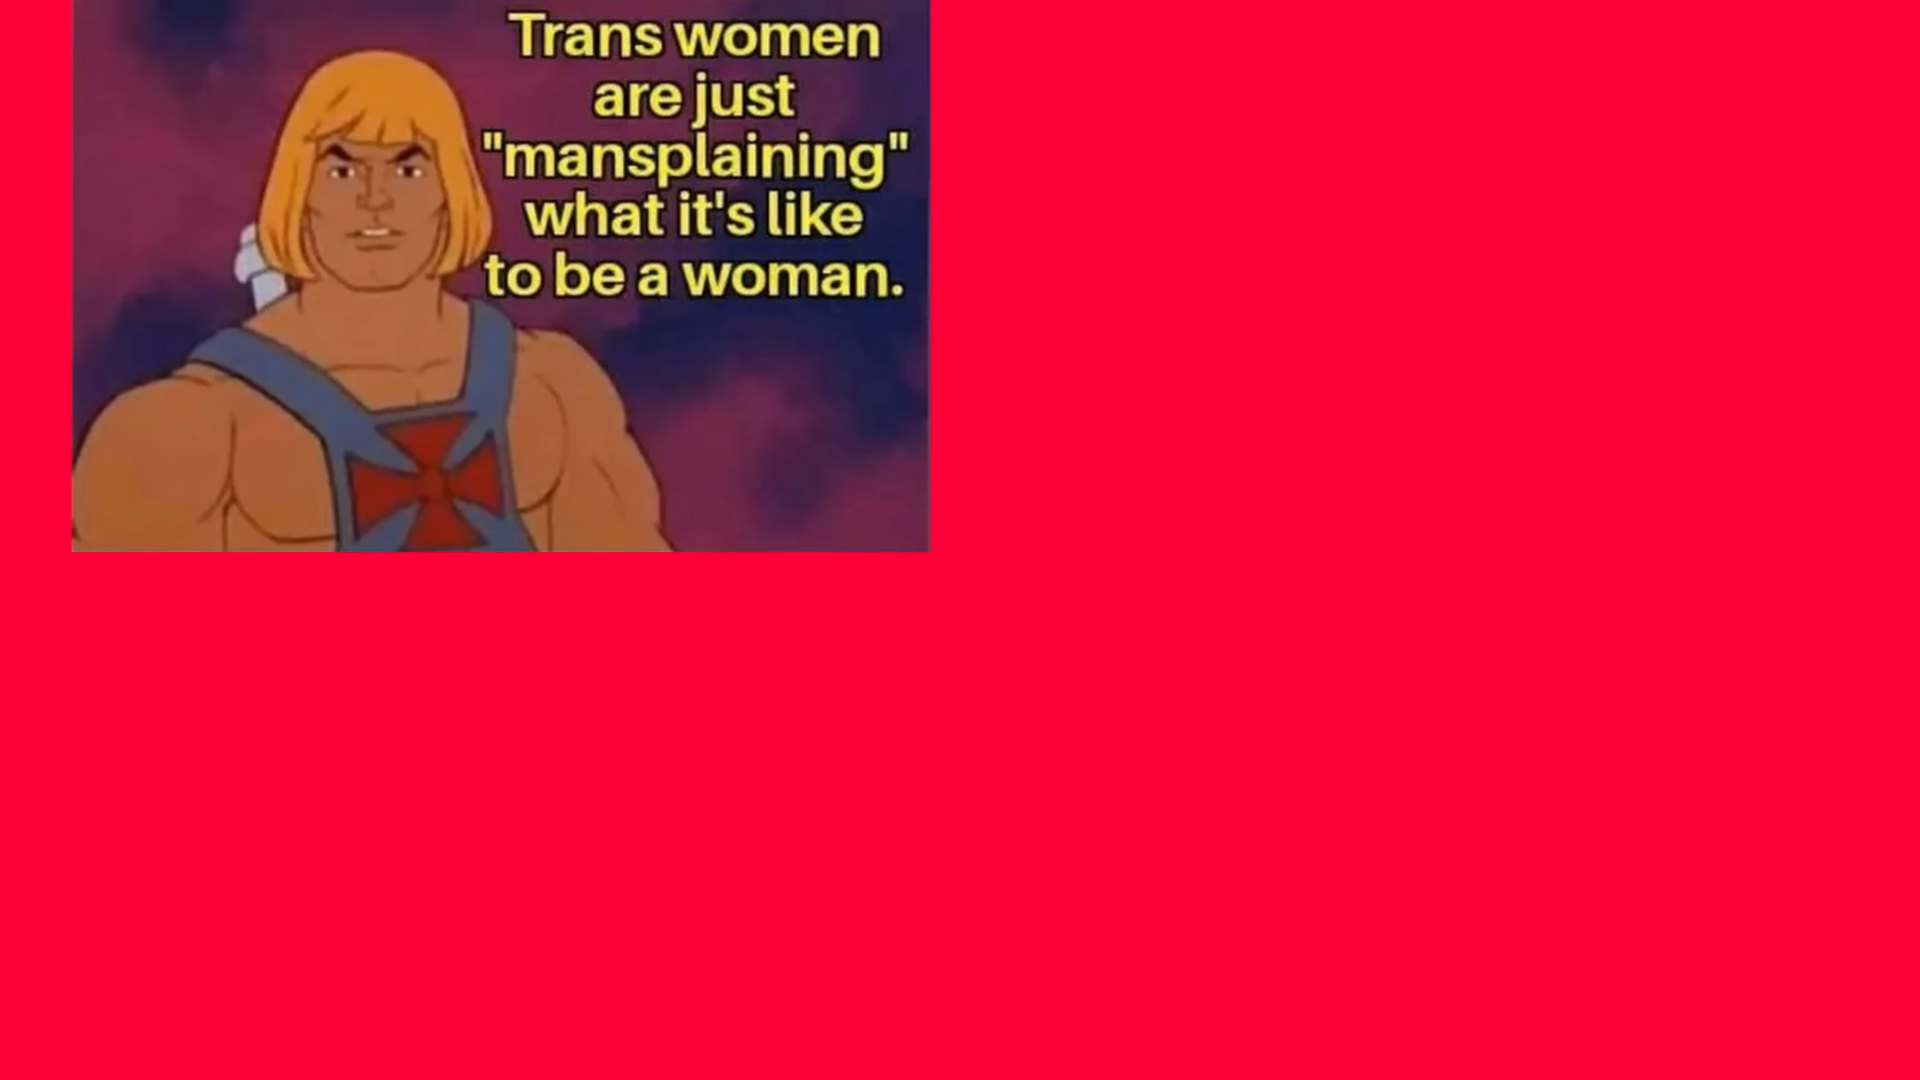 Trans women
are just
"mansplaining"
what it's like
to be a woman.